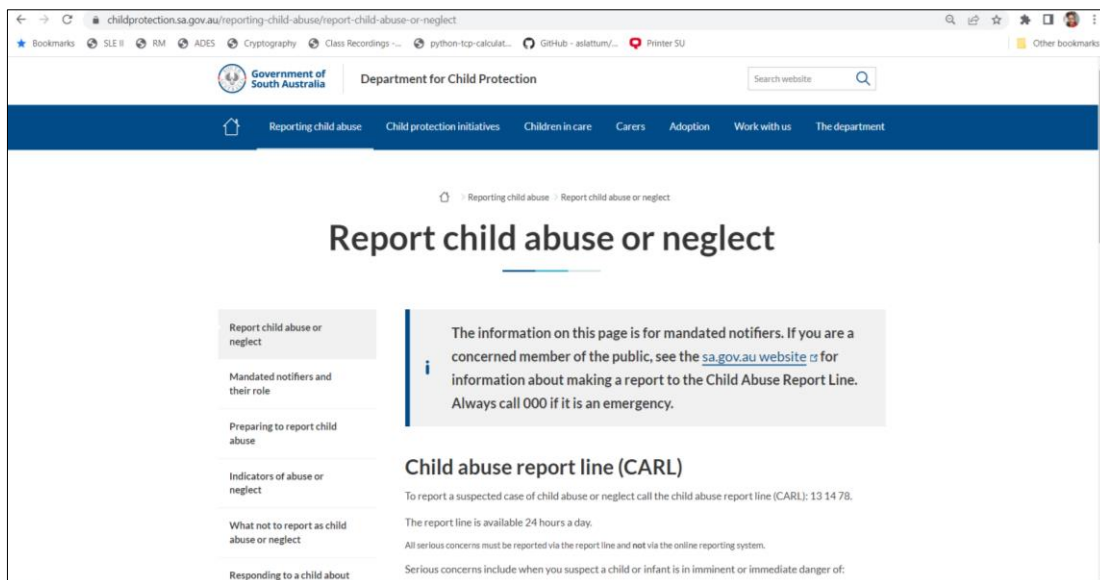 childprotection.sa.gov.au/reporting-child-abuse/report-child-abuse-or-neglect
Bookmarks SLE II RM ADES Cryptography Class Recordings -... python-tcp-calculat... GitHub - aslattum/... Printer SU Other bookmarks
Government of
South Australia
Department for Child Protection
Search website
Reporting child abuse Child protection initiatives Children in care Carers Adoption Work with us The department
> Reporting child abuse > Report child abuse or neglect
Report child abuse or neglect
Report child abuse or
neglect
Mandated notifiers and
their role
Preparing to report child
abuse
Indicators of abuse or
neglect
What not to report as child
abuse or neglect
Responding to a child about
i
The information on this page is for mandated notifiers. If you are a
concerned member of the public, see the sa.gov.au website for
information about making a report to the Child Abuse Report Line.
Always call 000 if it is an emergency.
Child abuse report line (CARL)
To report a suspected case of child abuse or neglect call the child abuse report line (CARL): 13 14 78.
The report line is available 24 hours a day.
All serious concerns must be reported via the report line and not via the online reporting system.
Serious concerns include when you suspect a child or infant is in imminent or immediate danger of: